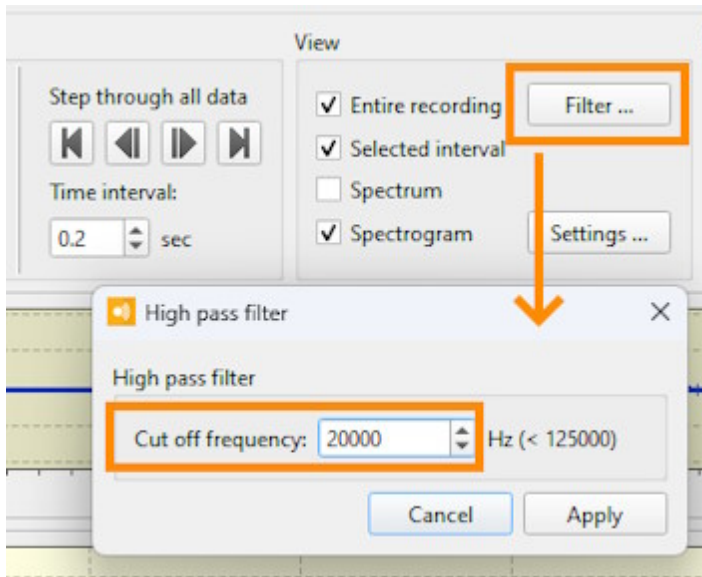 View
Step through all data
Entire recording
Filter ...
Selected interval
Time interval:
Spectrum
0.2 sec
Spectrogram
Settings ...
High pass filter
High pass filter
Cut off frequency: 20000 Hz (< 125000)
Cancel
Apply